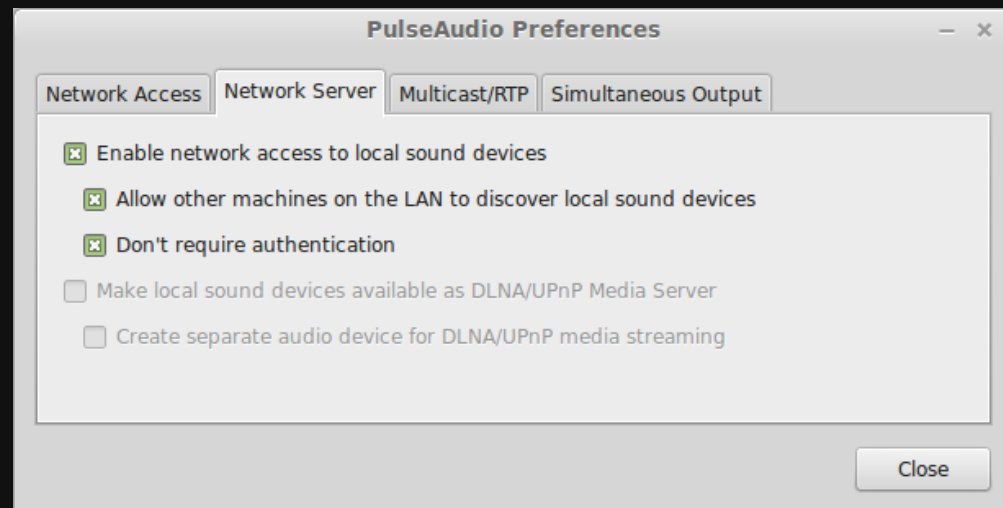 PulseAudio Preferences
Network Access Network Server Multicast/RTP Simultaneous Output
Enable network access to local sound devices
Allow other machines on the LAN to discover local sound devices
Don't require authentication
Make local sound devices available as DLNA/UPnP Media Server
Create separate audio device for DLNA/UPnP media streaming
Close